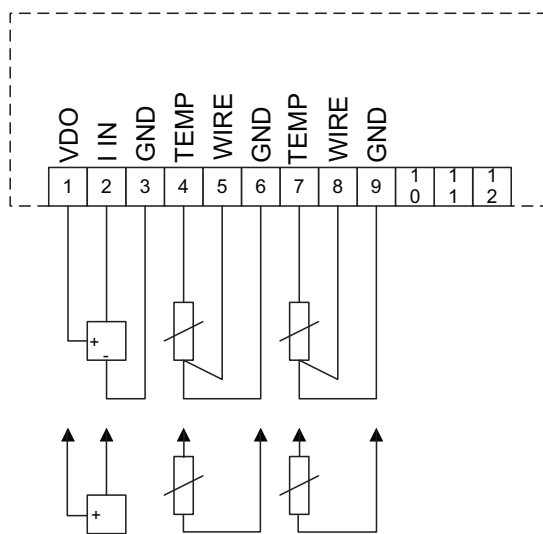 VDO
I IN
GND
TEMP
WIRE
GND
TEMP
WIRE
GND
1 2 3 4 5 6 7 8 9 10 11 12
+
-
+